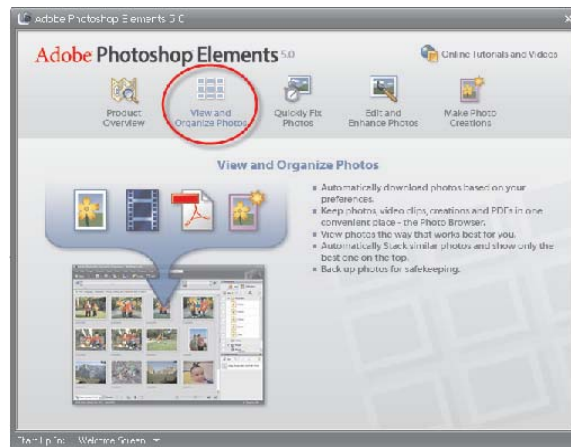 Adobe Photoshop Elements 5.0
Adobe Photoshop Elements 5.0
Online Tutorials and Videos
Product
Overview
View and
Organize Photos
Quickly Fix
Photos
Edit and
Enhance Photos
Make Photo
Creations
View and Organize Photos
Automatically download photos based on your
preferences.
Keep photos, video clips, creations and PDFs in one
convenient place - the Photo Browser.
View photos the way that works best for you.
Automatically Stack similar photos and show only the
best one on the top.
Back up photos for safekeeping.
Start Up In: Welcome Screen